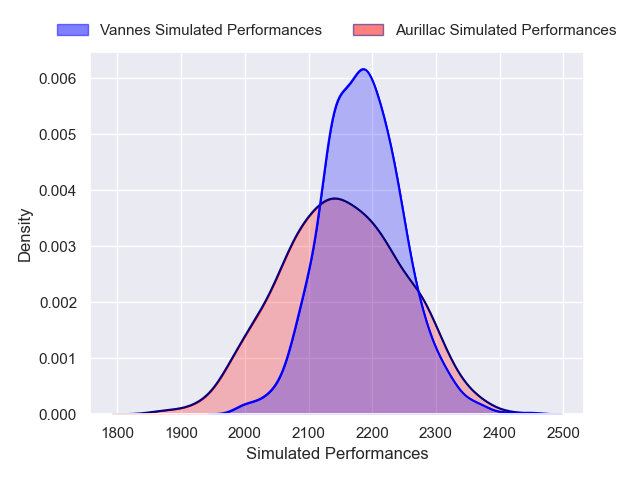 Vannes Simulated Performances Aurillac Simulated Performances
0.006
0.005
0.004
0.003
0.002
0.001
0.000
Density
1800 1900 2000 2100 2200 2300 2400 2500
Simulated Performances